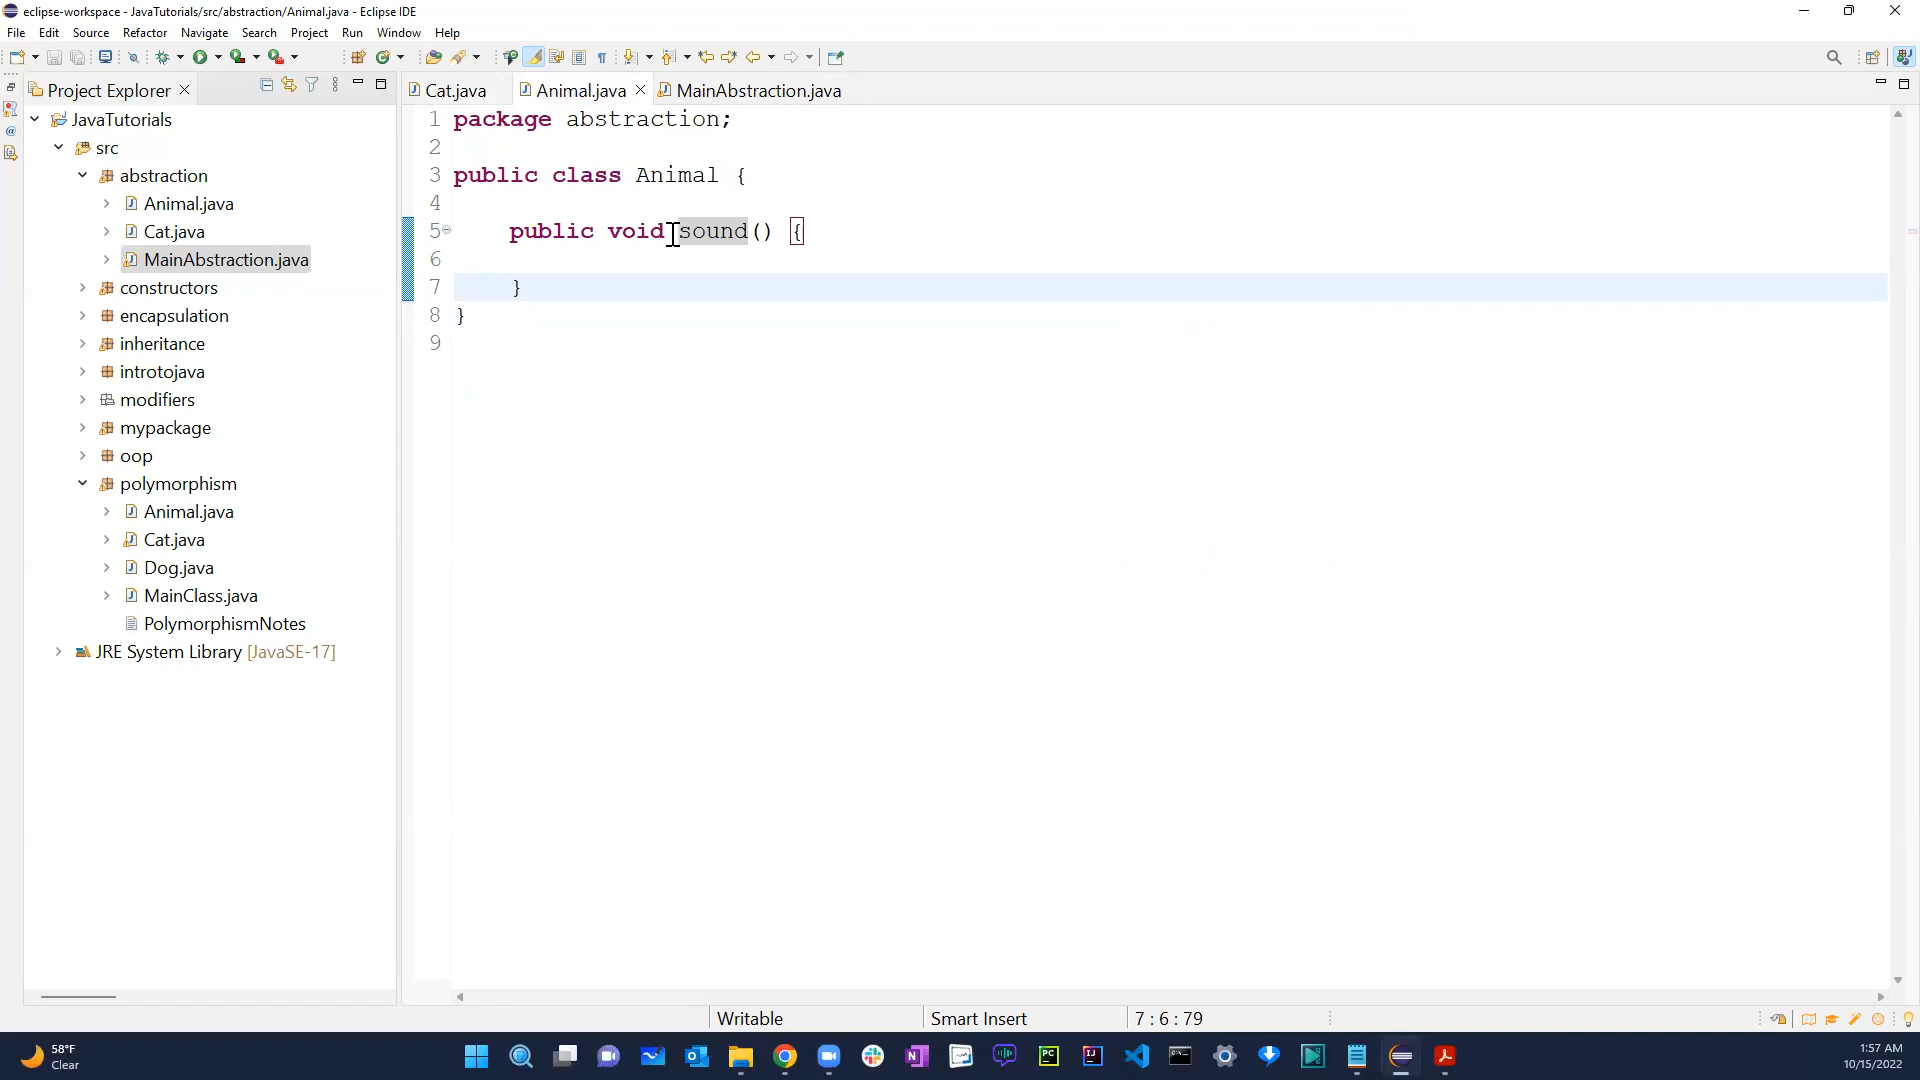 eclipse-workspace - JavaTutorials/src/abstraction/Animal.java - Eclipse IDE
File Edit Source Refactor Navigate Search Project Run Window Help
Project Explorer
Cat.java Animal.java MainAbstraction.java
JavaTutorials
src
abstraction
Animal.java
Cat.java
MainAbstraction.java
constructors
encapsulation
inheritance
introtojava
modifiers
mypackage
oop
polymorphism
Animal.java
Cat.java
Dog.java
MainClass.java
PolymorphismNotes
JRE System Library [JavaSE-17]
1 package abstraction;
2
3 public class Animal {
4
5 public void sound() {
6
7 }
8 }
9
Writable Smart Insert 7 : 6 : 79
58°F
Clear
1:57 AM
10/15/2022